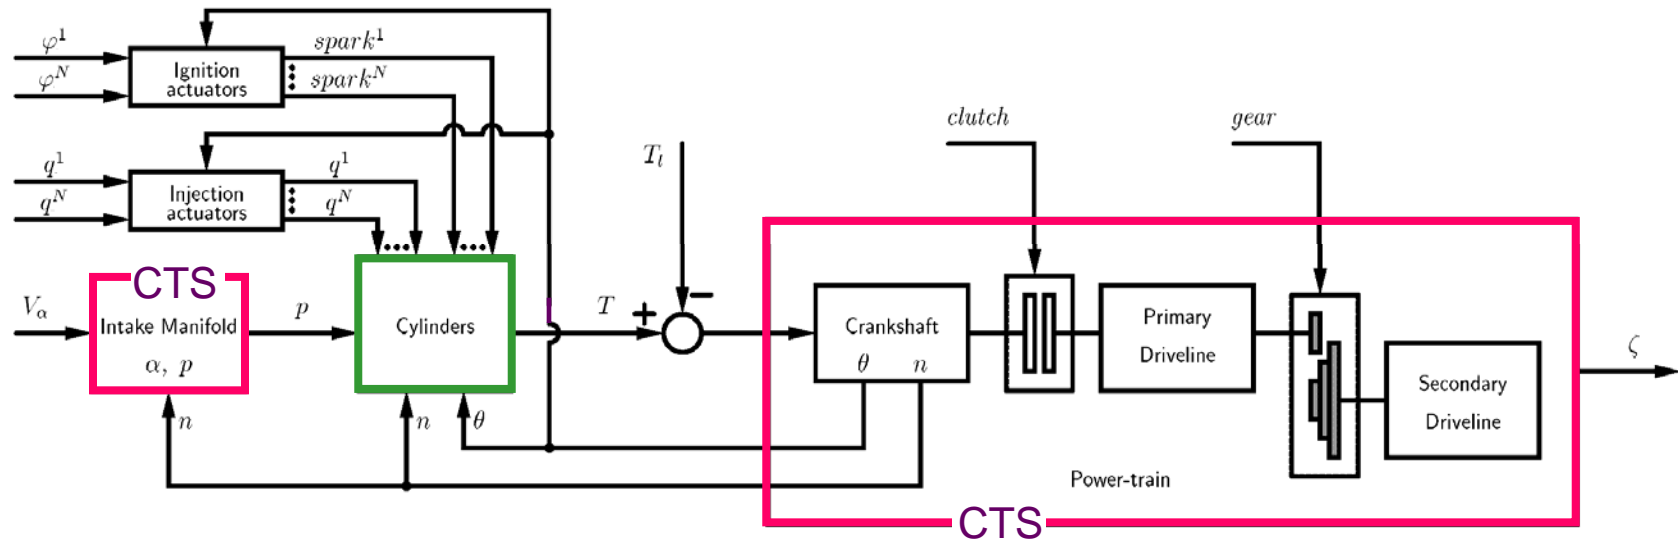 φ¹
φᴺ
Ignition
actuators
spark¹
sparkᴺ
q¹
qᴺ
Injection
actuators
q¹
qᴺ
clutch
gear
Tₗ
CTS
V_α
Intake Manifold
α, p
p
Cylinders
T
+
−
Crankshaft
θ n
Primary
Driveline
Secondary
Driveline
ζ
n
n
θ
Power-train
CTS